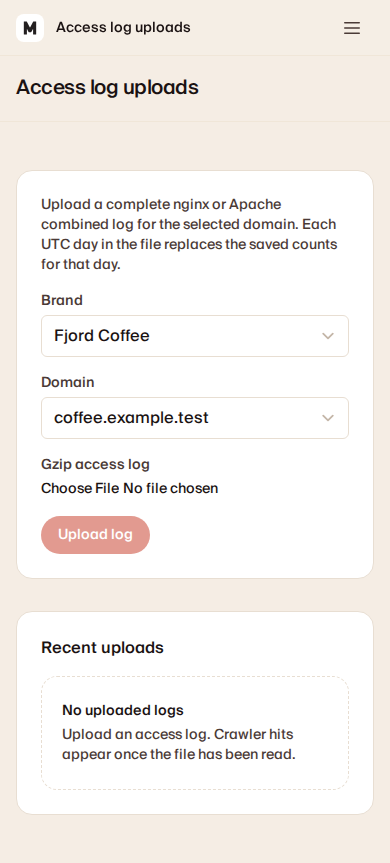 M
Access log uploads
Access log uploads
Upload a complete nginx or Apache
combined log for the selected domain. Each
UTC day in the file replaces the saved counts
for that day.
Brand
Fjord Coffee
Domain
coffee.example.test
Gzip access log
Choose File No file chosen
Upload log
Recent uploads
No uploaded logs
Upload an access log. Crawler hits
appear once the file has been read.